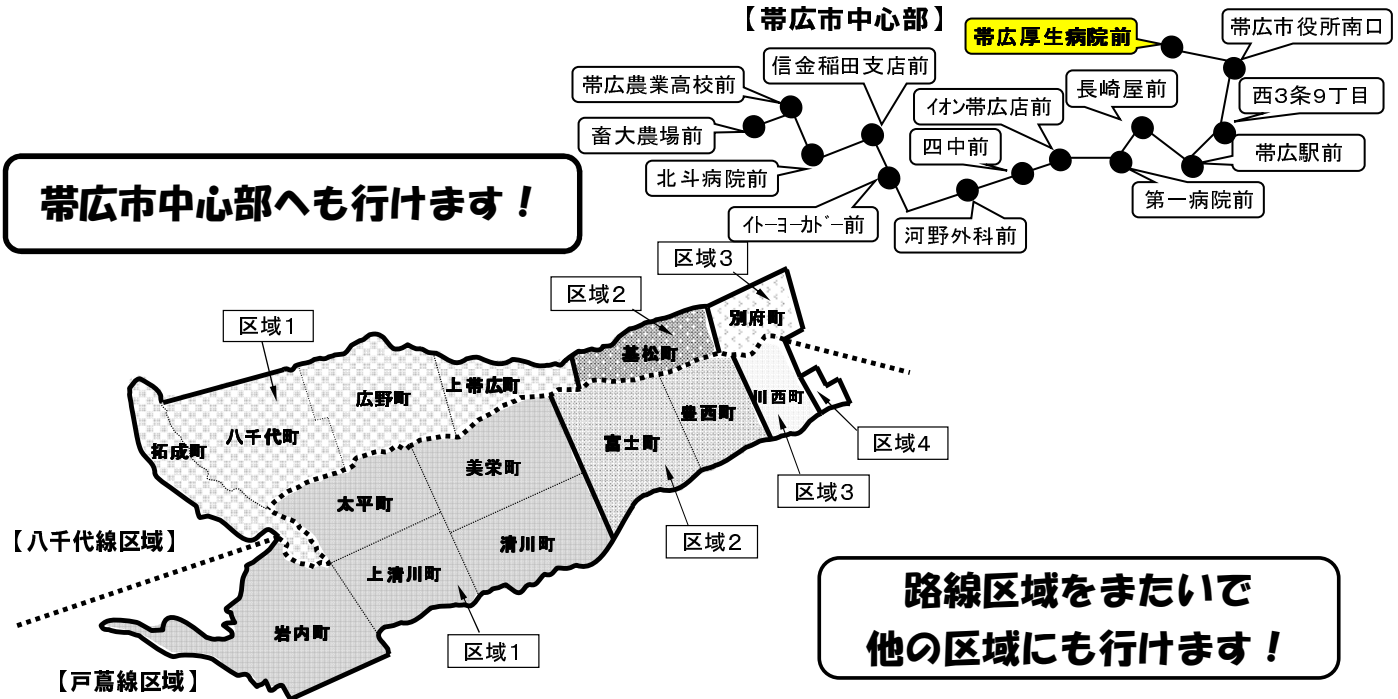 【帯広市中心部】
帯広厚生病院前
帯広市役所南口
信金稲田支店前
帯広農業高校前
長崎屋前
西3条9丁目
イオン帯広店前
畜大農場前
四中前
帯広駅前
北斗病院前
第一病院前
イトーヨーカドー前
河野外科前
帯広市中心部へも行けます!
区域3
区域2
区域1
別府町
基松町
上帯広町
広野町
川西町
豊西町
八千代町
富士町
拓成町
区域4
美栄町
太平町
区域3
【八千代線区域】
清川町
区域2
上清川町
岩内町
区域1
【戸蔦線区域】
路線区域をまたいで
他の区域にも行けます!